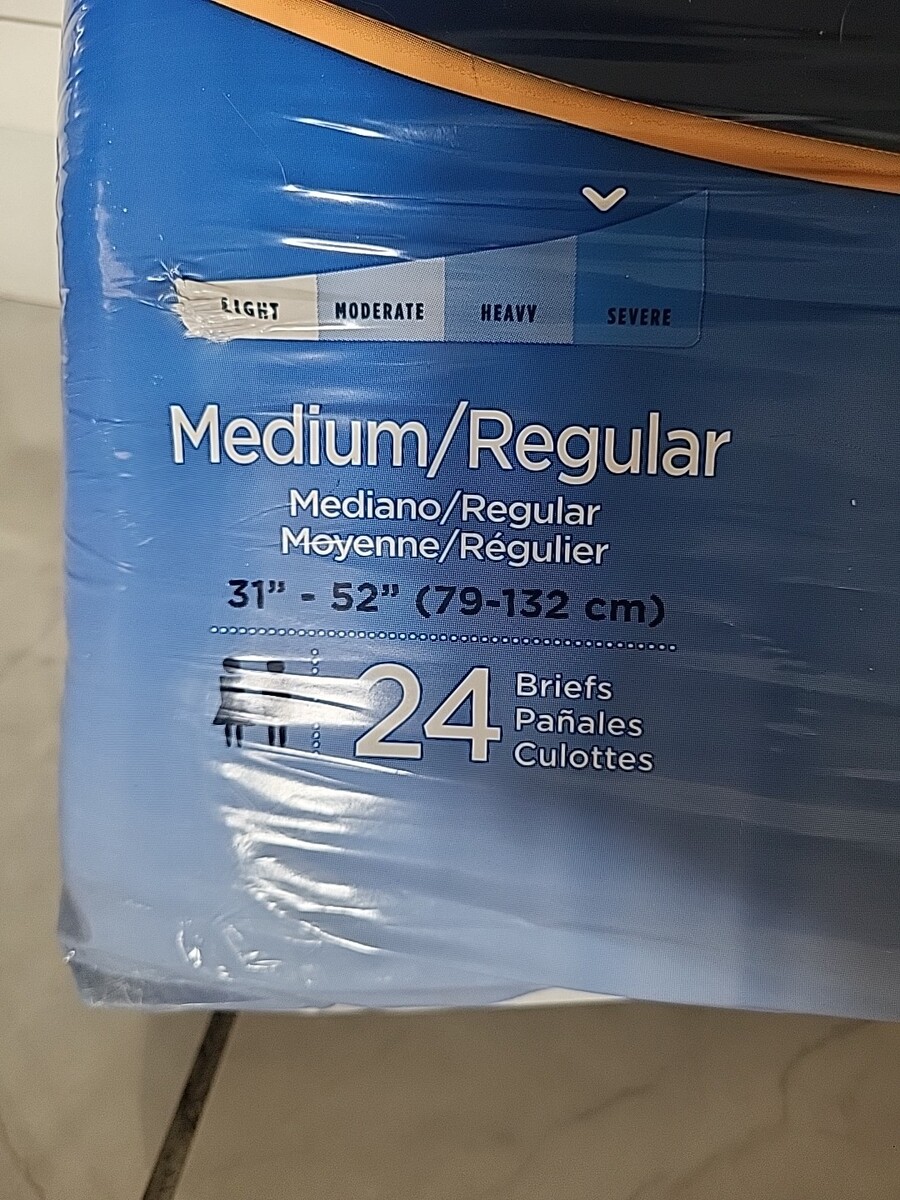 LIGHT MODERATE HEAVY SEVERE
Medium/Regular
Mediano/Regular
Moyenne/Régulier
31” - 52” (79-132 cm)
24 Briefs
Pañales
Culottes